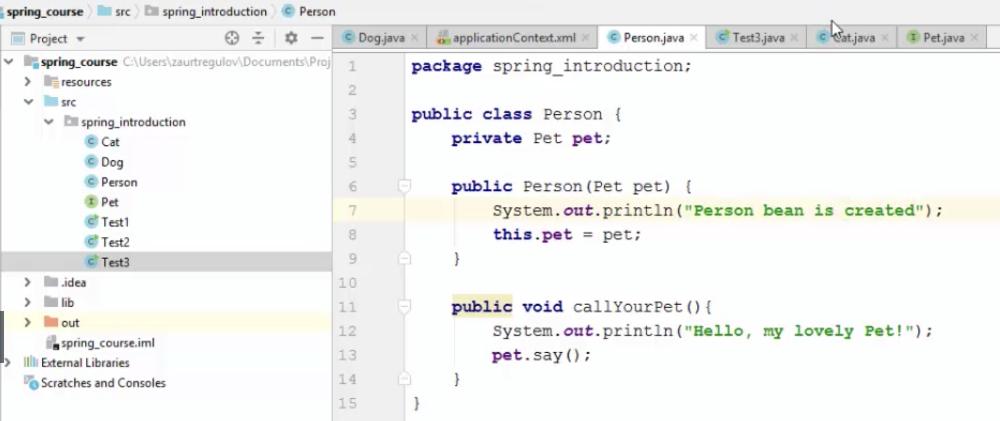 spring_course src spring_introduction Person
Project
Dog.java applicationContext.xml Person.java Test3.java Cat.java Pet.java
spring_course C:\Users\zaurtregulov\Documents\Proj
resources
src
spring_introduction
Cat
Dog
Person
Pet
Test1
Test2
Test3
.idea
lib
out
spring_course.iml
External Libraries
Scratches and Consoles
1 package spring_introduction;
2
3 public class Person {
4 private Pet pet;
5
6 public Person(Pet pet) {
7 System.out.println("Person bean is created");
8 this.pet = pet;
9 }
10
11 public void callYourPet(){
12 System.out.println("Hello, my lovely Pet!");
13 pet.say();
14 }
15 }